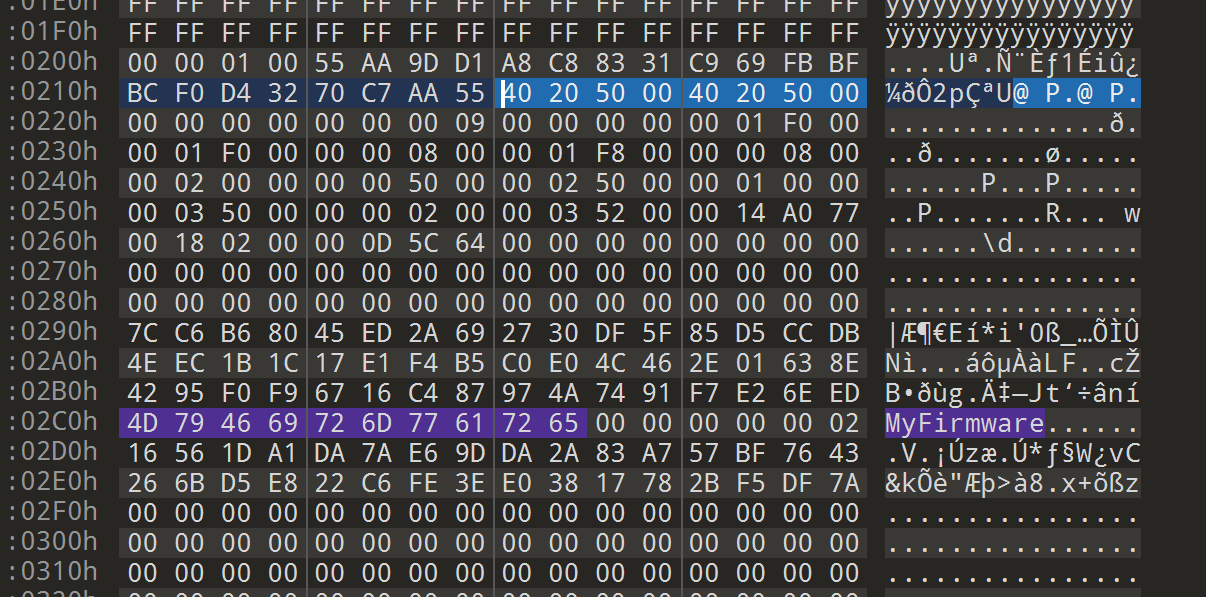 :01F0h FF FF FF FF FF FF FF FF FF FF FF FF FF FF FF FF ÿÿÿÿÿÿÿÿÿÿÿÿÿÿÿÿ
:0200h 00 00 01 00 55 AA 9D D1 A8 C8 83 31 C9 69 FB BF ....Uª.Ñ¨Èƒ1Éiû¿
:0210h BC F0 D4 32 70 C7 AA 55 40 20 50 00 40 20 50 00 ¼ðÔ2pÇªU@ P.@ P.
:0220h 00 00 00 00 00 00 00 09 00 00 00 00 00 01 F0 00 ..............ð.
:0230h 00 01 F0 00 00 00 08 00 00 01 F8 00 00 00 08 00 ..ð.......ø.....
:0240h 00 02 00 00 00 00 50 00 00 02 50 00 00 01 00 00 ......P...P.....
:0250h 00 03 50 00 00 00 02 00 00 03 52 00 00 14 A0 77 ..P.......R... w
:0260h 00 18 02 00 00 0D 5C 64 00 00 00 00 00 00 00 00 ......\d........
:0270h 00 00 00 00 00 00 00 00 00 00 00 00 00 00 00 00 ................
:0280h 00 00 00 00 00 00 00 00 00 00 00 00 00 00 00 00 ................
:0290h 7C C6 B6 80 45 ED 2A 69 27 30 DF 5F 85 D5 CC DB |Æ¶€Eí*i'0ß_…ÕÌÛ
:02A0h 4E EC 1B 1C 17 E1 F4 B5 C0 E0 4C 46 2E 01 63 8E Nì...áôµÀàLF..cŽ
:02B0h 42 95 F0 F9 67 16 C4 87 97 4A 74 91 F7 E2 6E ED B•ðùg.Ä‡—Jt‘÷âní
:02C0h 4D 79 46 69 72 6D 77 61 72 65 00 00 00 00 00 02 MyFirmware......
:02D0h 16 56 1D A1 DA 7A E6 9D DA 2A 83 A7 57 BF 76 43 .V.¡Úzæ.Ú*ƒ§W¿vC
:02E0h 26 6B D5 E8 22 C6 FE 3E E0 38 17 78 2B F5 DF 7A &kÕè"Æþ>à8.x+õßz
:02F0h 00 00 00 00 00 00 00 00 00 00 00 00 00 00 00 00 ................
:0300h 00 00 00 00 00 00 00 00 00 00 00 00 00 00 00 00 ................
:0310h 00 00 00 00 00 00 00 00 00 00 00 00 00 00 00 00 ................